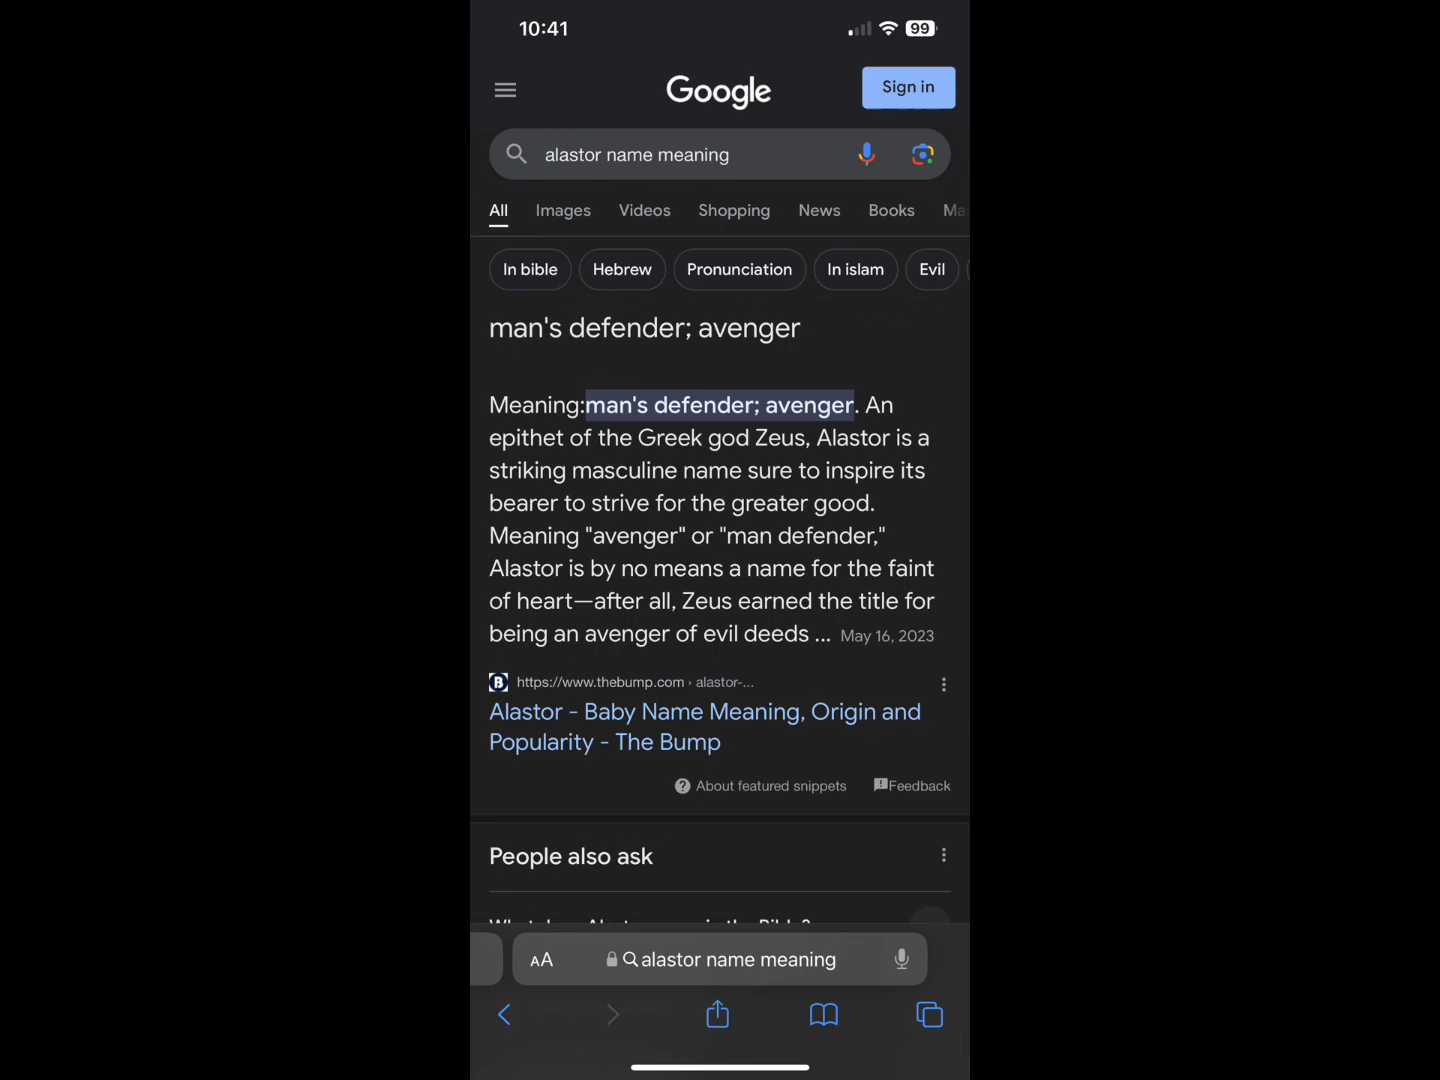 10:41
99
Google
Sign in
alastor name meaning
All Images Videos Shopping News Books Ma
In bible Hebrew Pronunciation In islam Evil
man's defender; avenger
Meaning:man's defender; avenger. An
epithet of the Greek god Zeus, Alastor is a
striking masculine name sure to inspire its
bearer to strive for the greater good.
Meaning "avenger" or "man defender,"
Alastor is by no means a name for the faint
of heart—after all, Zeus earned the title for
being an avenger of evil deeds ... May 16, 2023
B https://www.thebump.com › alastor-...
Alastor - Baby Name Meaning, Origin and
Popularity - The Bump
About featured snippets Feedback
People also ask
AA alastor name meaning